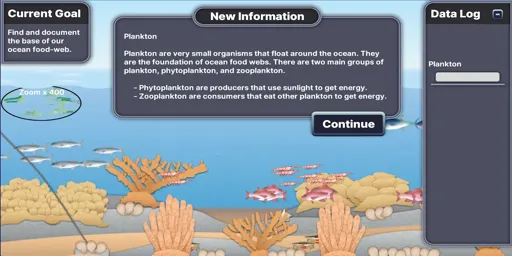 Current Goal
Find and document
the base of our
ocean food-web.
New Information
Plankton
Plankton are very small organisms that float around the ocean. They
are the foundation of ocean food webs. There are two main groups of
plankton, phytoplankton, and zooplankton.
- Phytoplankton are producers that use sunlight to get energy.
- Zooplankton are consumers that eat other plankton to get energy.
Continue
Data Log
Plankton
Zoom x 400